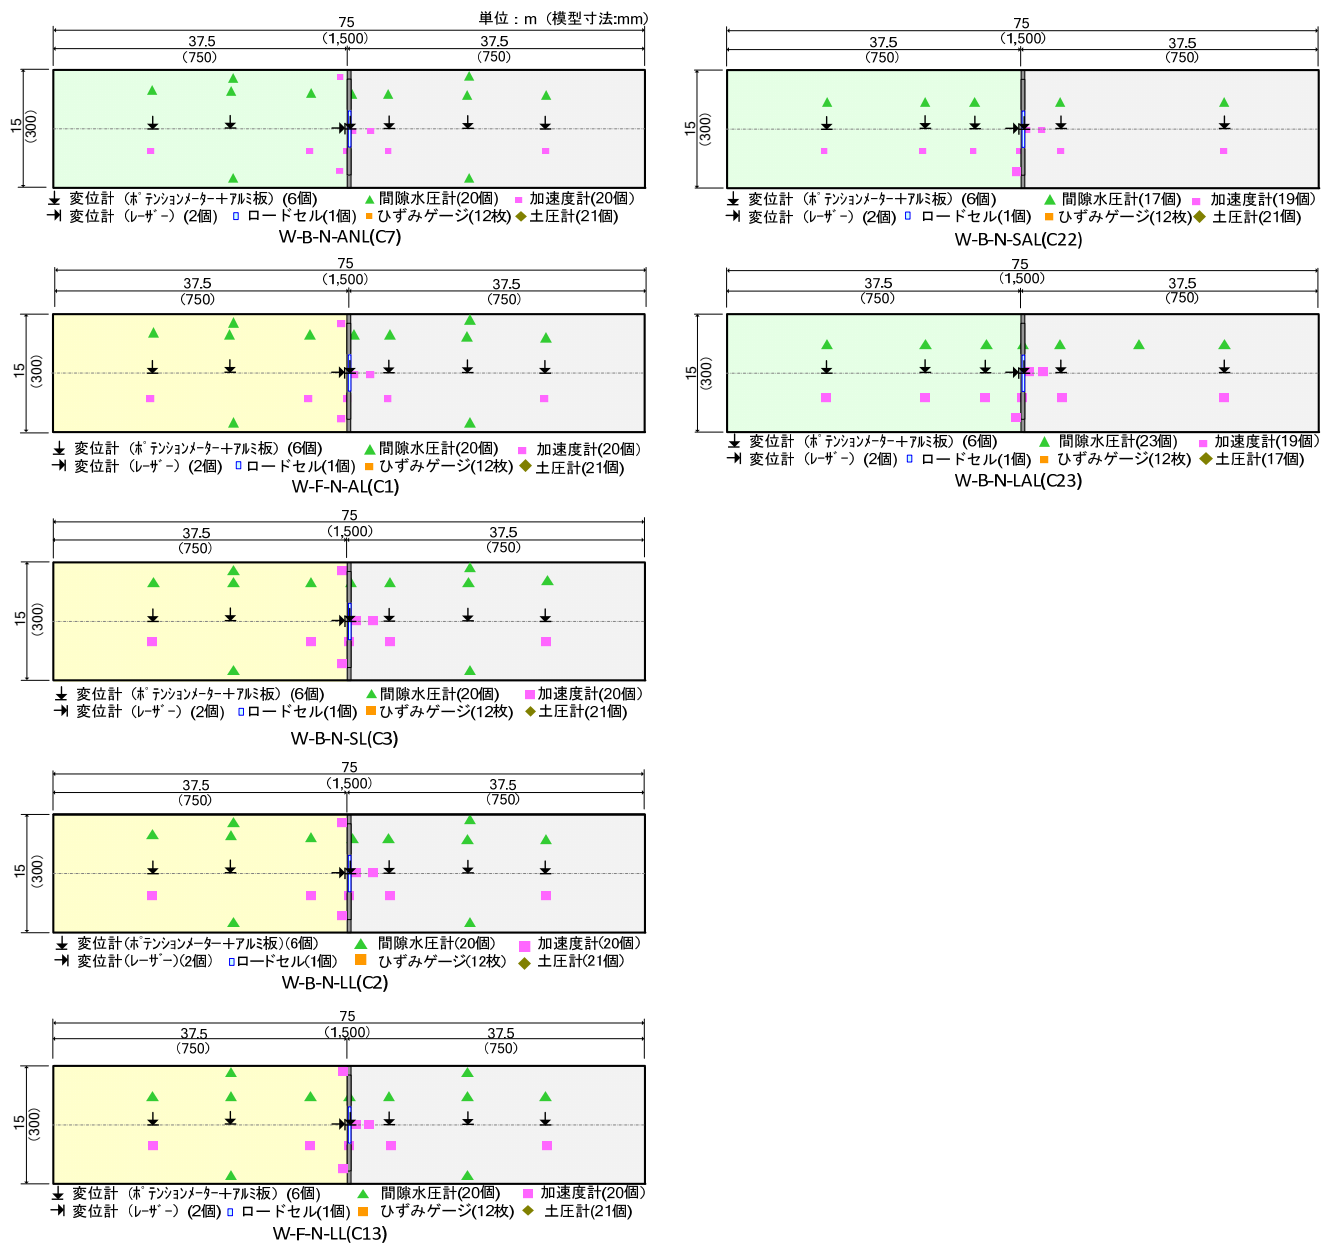 単位：m（模型寸法:mm）
75
(1,500)
37.5
(750)
37.5
(750)
15
(300)
変位計（ﾎﾟﾃﾝｼｮﾝﾒｰﾀｰ＋ｱﾙﾐ板）(6個) 間隙水圧計(20個) 加速度計(20個)
変位計（ﾚｰｻﾞｰ）(2個) ロードセル(1個) ひずみゲージ(12枚) 土圧計(21個)
W-B-N-ANL(C7)
75
(1,500)
37.5
(750)
37.5
(750)
15
(300)
変位計（ﾎﾟﾃﾝｼｮﾝﾒｰﾀｰ＋ｱﾙﾐ板）(6個) 間隙水圧計(20個) 加速度計(20個)
変位計（ﾚｰｻﾞｰ）(2個) ロードセル(1個) ひずみゲージ(12枚) 土圧計(21個)
W-F-N-AL(C1)
75
(1,500)
37.5
(750)
37.5
(750)
15
(300)
変位計（ﾎﾟﾃﾝｼｮﾝﾒｰﾀｰ＋ｱﾙﾐ板）(6個) 間隙水圧計(20個) 加速度計(20個)
変位計（ﾚｰｻﾞｰ）(2個) ロードセル(1個) ひずみゲージ(12枚) 土圧計(21個)
W-B-N-SL(C3)
75
(1,500)
37.5
(750)
37.5
(750)
15
(300)
変位計(ﾎﾟﾃﾝｼｮﾝﾒｰﾀｰ＋ｱﾙﾐ板)(6個) 間隙水圧計(20個) 加速度計(20個)
変位計(ﾚｰｻﾞｰ)(2個) ロードセル(1個) ひずみゲージ(12枚) 土圧計(21個)
W-B-N-LL(C2)
75
(1,500)
37.5
(750)
37.5
(750)
15
(300)
変位計（ﾎﾟﾃﾝｼｮﾝﾒｰﾀｰ＋ｱﾙﾐ板）(6個) 間隙水圧計(20個) 加速度計(20個)
変位計（ﾚｰｻﾞｰ）(2個) ロードセル(1個) ひずみゲージ(12枚) 土圧計(21個)
W-F-N-LL(C13)
75
(1,500)
37.5
(750)
37.5
(750)
15
(300)
変位計（ﾎﾟﾃﾝｼｮﾝﾒｰﾀｰ＋ｱﾙﾐ板）(6個) 間隙水圧計(17個) 加速度計(19個)
変位計（ﾚｰｻﾞｰ）(2個) ロードセル(1個) ひずみゲージ(12枚) 土圧計(21個)
W-B-N-SAL(C22)
75
(1,500)
37.5
(750)
37.5
(750)
15
(300)
変位計（ﾎﾟﾃﾝｼｮﾝﾒｰﾀｰ＋ｱﾙﾐ板）(6個) 間隙水圧計(23個) 加速度計(19個)
変位計（ﾚｰｻﾞｰ）(2個) ロードセル(1個) ひずみゲージ(12枚) 土圧計(17個)
W-B-N-LAL(C23)